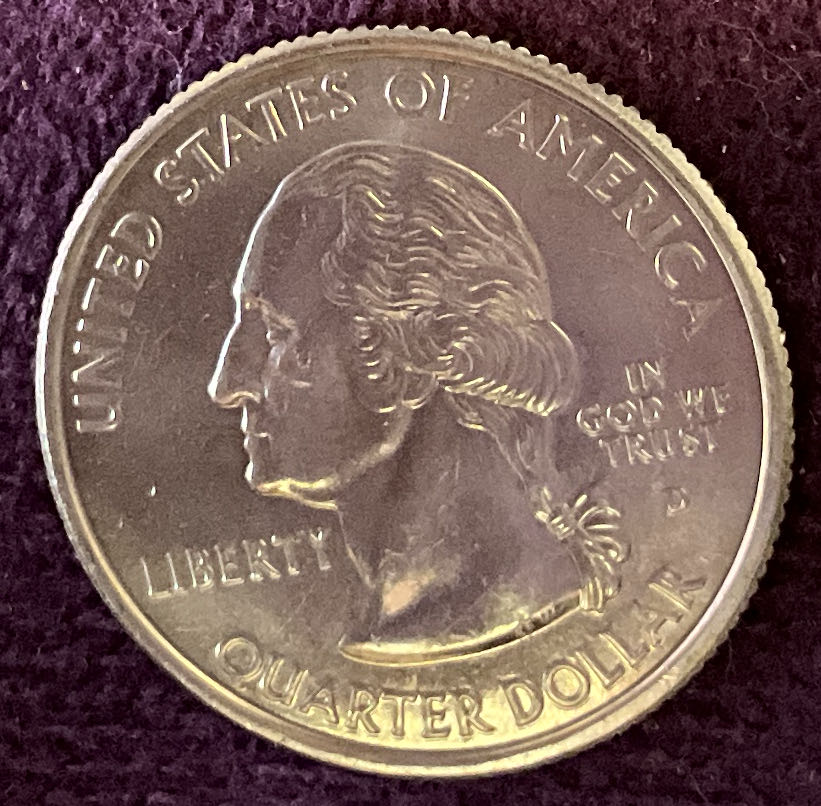 UNITED STATES OF AMERICA
LIBERTY
IN
GOD WE
TRUST
D
QUARTER DOLLAR